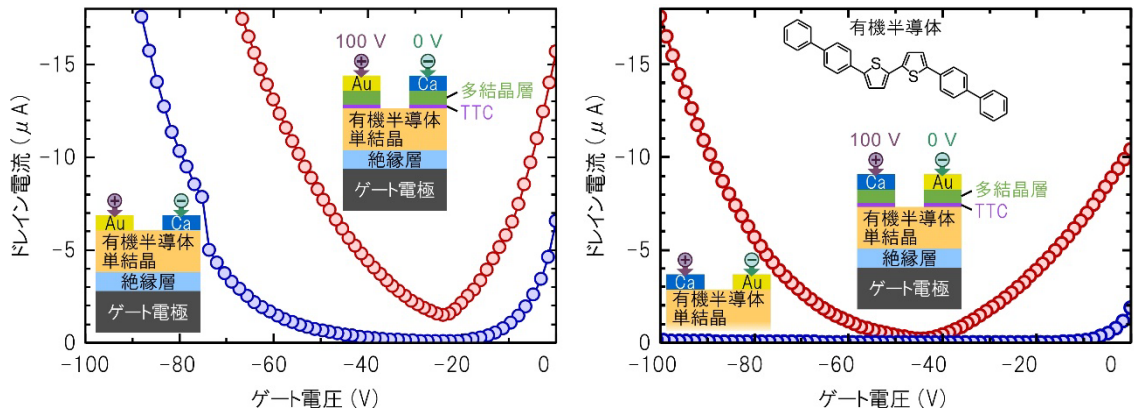 ドレイン電流 (μA)
-15
-10
-5
0
-100
-80
-60
-40
-20
0
ゲート電圧 (V)
100 V
0 V
Au
Ca
多結晶層
TTC
有機半導体
単結晶
絶縁層
ゲート電極
Au
Ca
有機半導体
単結晶
絶縁層
ゲート電極
ドレイン電流 (μA)
-15
-10
-5
0
-100
-80
-60
-40
-20
0
ゲート電圧 (V)
有機半導体
S
S
100 V
0 V
Ca
Au
多結晶層
TTC
有機半導体
単結晶
絶縁層
ゲート電極
Ca
Au
有機半導体
単結晶